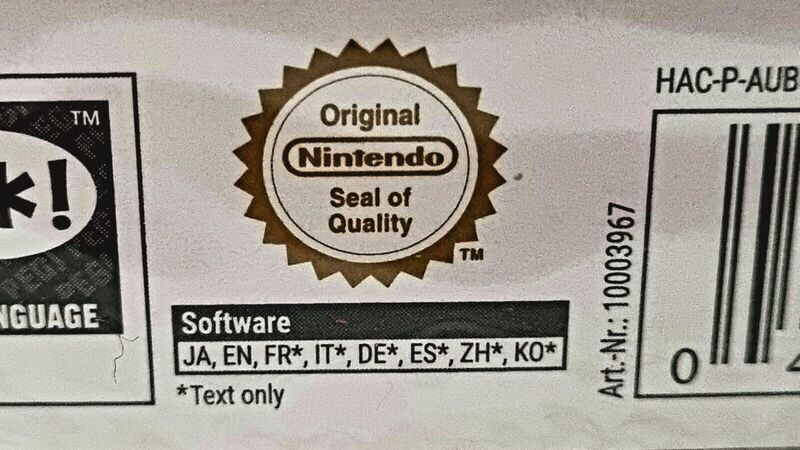 TM
*!
NGUAGE
Original
Nintendo
Seal of
Quality
TM
Software
JA, EN, FR*, IT*, DE*, ES*, ZH*, KO*
*Text only
HAC-P-AUB
Art.-Nr.: 10003967
0 4